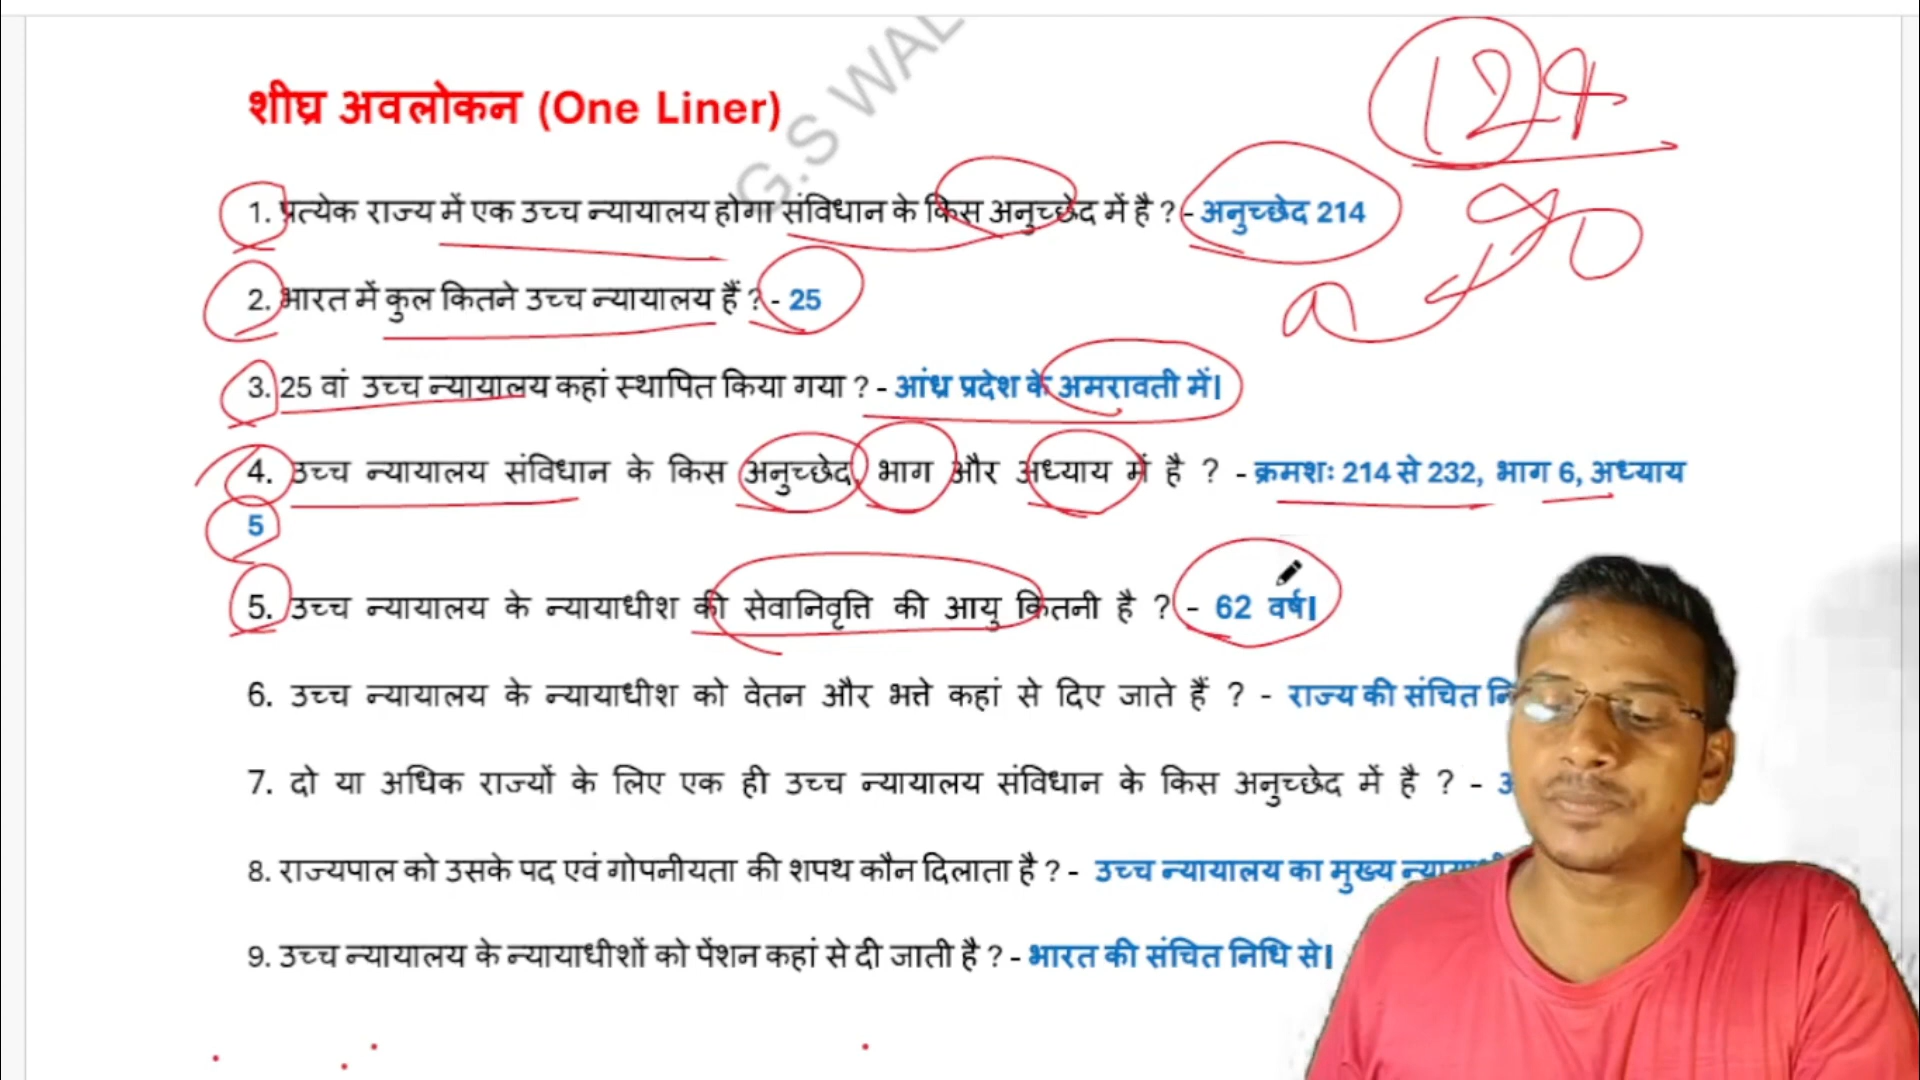 G.S WAL
124
शीघ्र अवलोकन (One Liner)
1. प्रत्येक राज्य में एक उच्च न्यायालय होगा संविधान के किस अनुच्छेद में है ? - अनुच्छेद 214
2. भारत में कुल कितने उच्च न्यायालय हैं ? - 25
3. 25 वां उच्च न्यायालय कहां स्थापित किया गया ? - आंध्र प्रदेश के अमरावती में।
4. उच्च न्यायालय संविधान के किस अनुच्छेद, भाग और अध्याय में है ? - क्रमशः 214 से 232, भाग 6, अध्याय
5
5. उच्च न्यायालय के न्यायाधीश की सेवानिवृत्ति की आयु कितनी है ? - 62 वर्ष।
6. उच्च न्यायालय के न्यायाधीश को वेतन और भत्ते कहां से दिए जाते हैं ? - राज्य की संचित
7. दो या अधिक राज्यों के लिए एक ही उच्च न्यायालय संविधान के किस अनुच्छेद में है ? -
8. राज्यपाल को उसके पद एवं गोपनीयता की शपथ कौन दिलाता है ? - उच्च न्यायालय का मुख्य
9. उच्च न्यायालय के न्यायाधीशों को पेंशन कहां से दी जाती है ? - भारत की संचित निधि से।